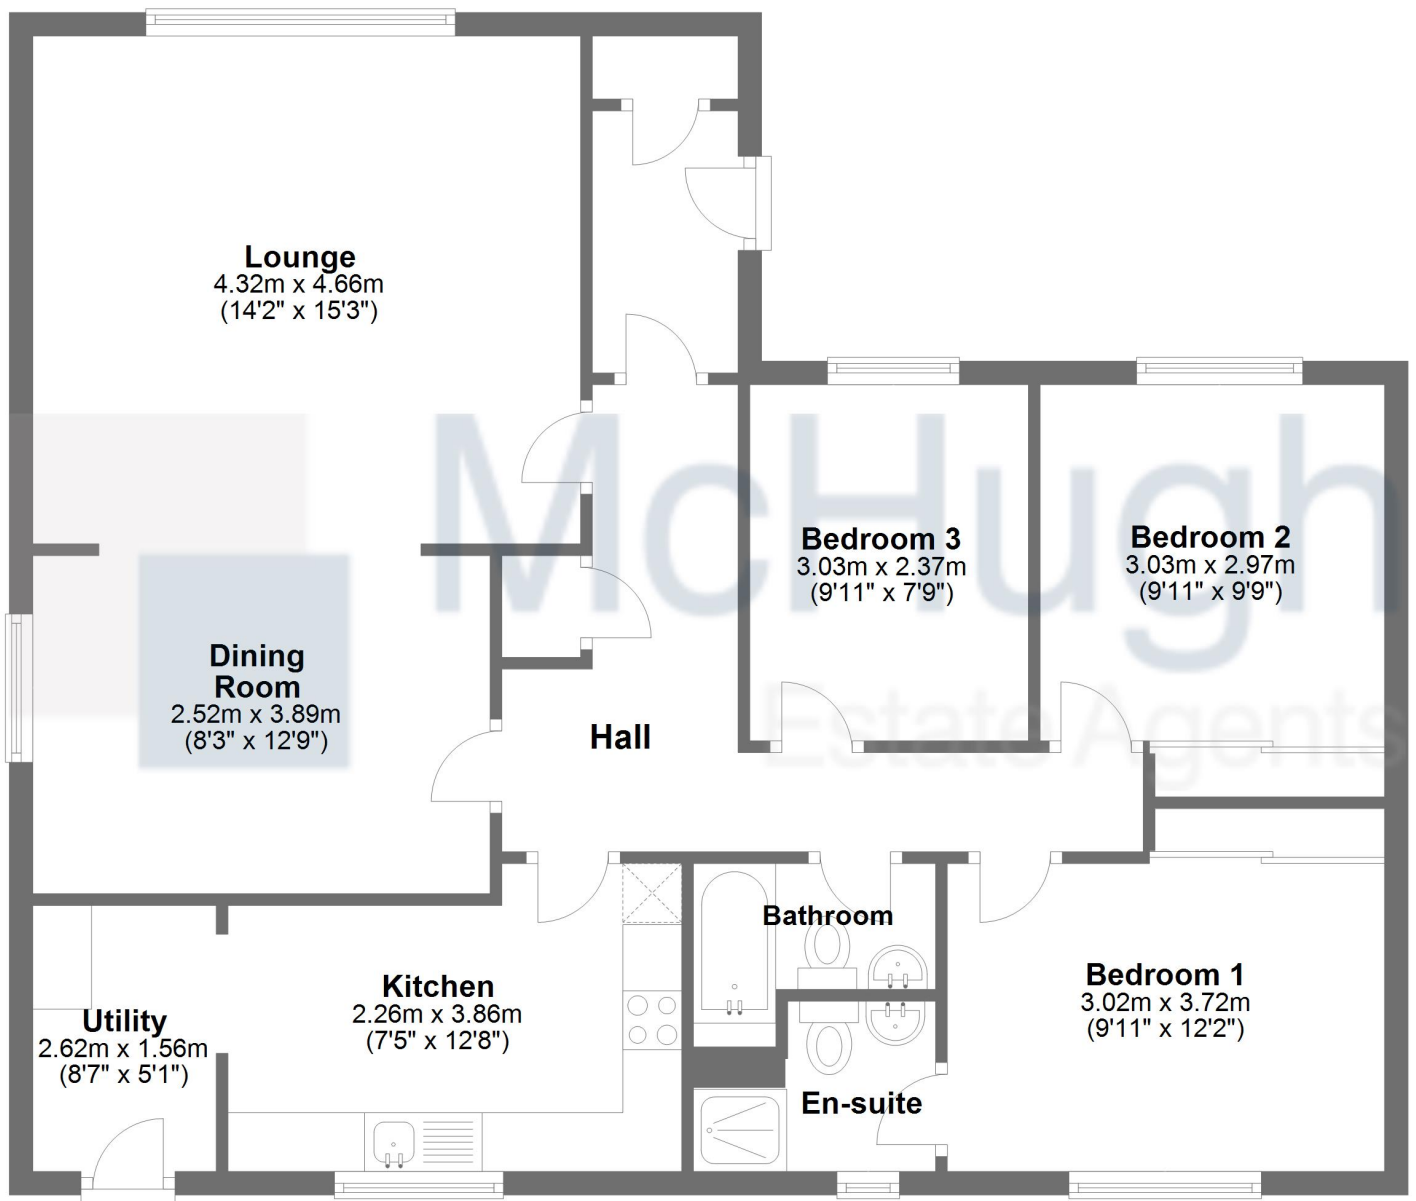 Lounge
4.32m x 4.66m
(14'2" x 15'3")
McHugh
Estate Agents
Bedroom 3
3.03m x 2.37m
(9'11" x 7'9")
Bedroom 2
3.03m x 2.97m
(9'11" x 9'9")
Dining
Room
2.52m x 3.89m
(8'3" x 12'9")
Hall
Bathroom
Kitchen
2.26m x 3.86m
(7'5" x 12'8")
Bedroom 1
3.02m x 3.72m
(9'11" x 12'2")
Utility
2.62m x 1.56m
(8'7" x 5'1")
En-suite